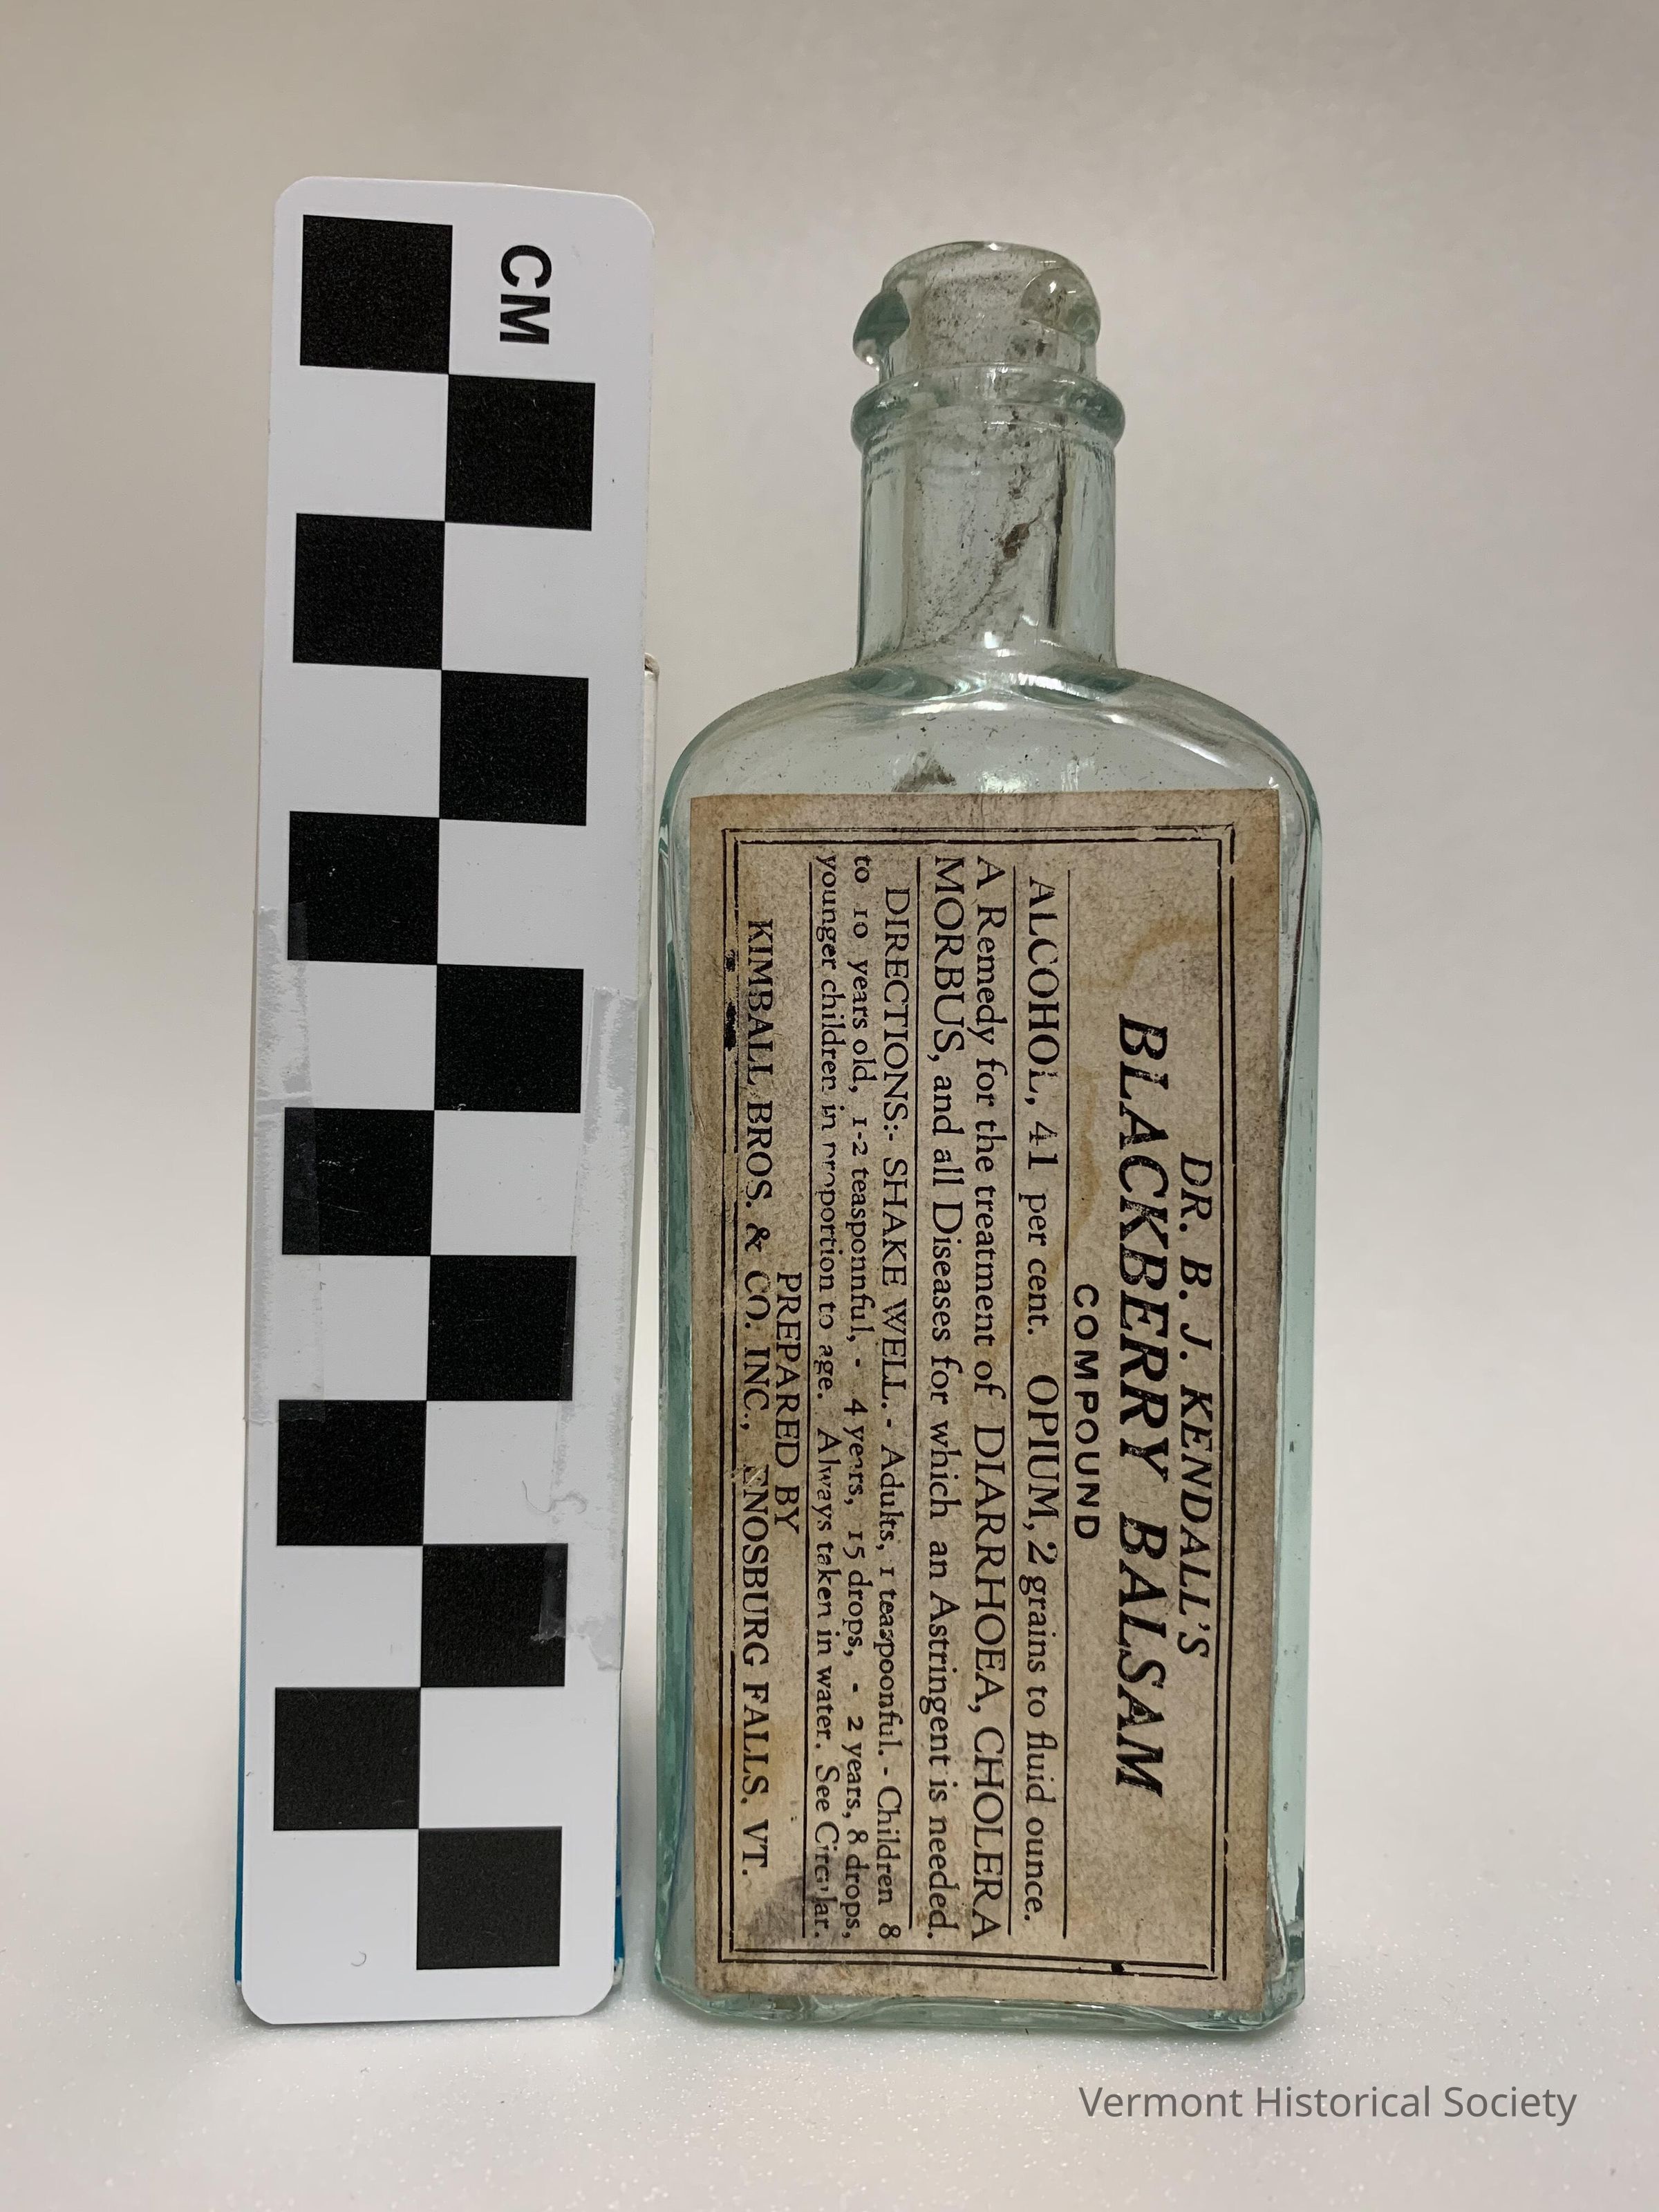 CM
DR. B. J. KENDALL'S
BLACKBERRY BALSAM
COMPOUND
ALCOHOL, 41 per cent. OPIUM, 2 grains to fluid ounce.
A Remedy for the treatment of DIARRHOEA, CHOLERA
MORBUS, and all Diseases for which an Astringent is needed.
DIRECTIONS:- SHAKE WELL. - Adults, 1 teaspoonful. - Children 8
to 10 years old, 1-2 teasponnful, - 4 years, 15 drops, - 2 years, 8 drops,
younger children in proportion to age. Always taken in water. See Circular.
PREPARED BY
KIMBALL BROS. & CO. INC., ENOSBURG FALLS, VT.
Vermont Historical Society